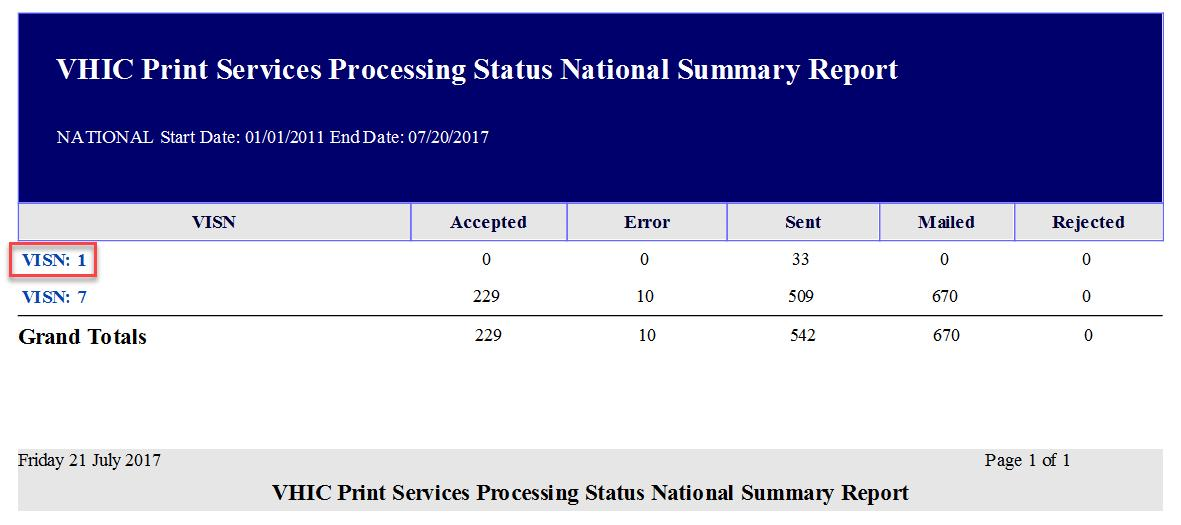 VHIC Print Services Processing Status National Summary Report
NATIONAL Start Date: 01/01/2011 End Date: 07/20/2017
VISN Accepted Error Sent Mailed Rejected
VISN: 1 0 0 33 0 0
VISN: 7 229 10 509 670 0
Grand Totals 229 10 542 670 0
Friday 21 July 2017 Page 1 of 1
VHIC Print Services Processing Status National Summary Report